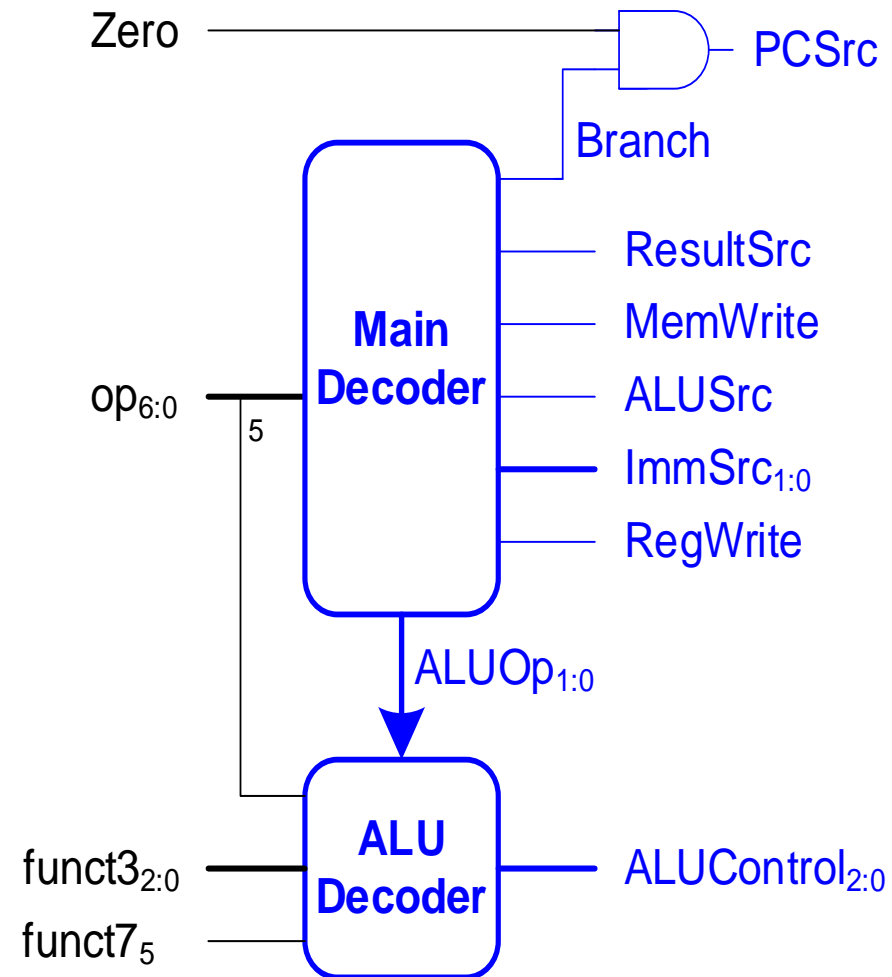 Zero
PCSrc
Branch
ResultSrc
Main
Decoder
MemWrite
op6:0
5
ALUSrc
ImmSrc1:0
RegWrite
ALUOp1:0
ALU
Decoder
funct32:0
ALUControl2:0
funct75